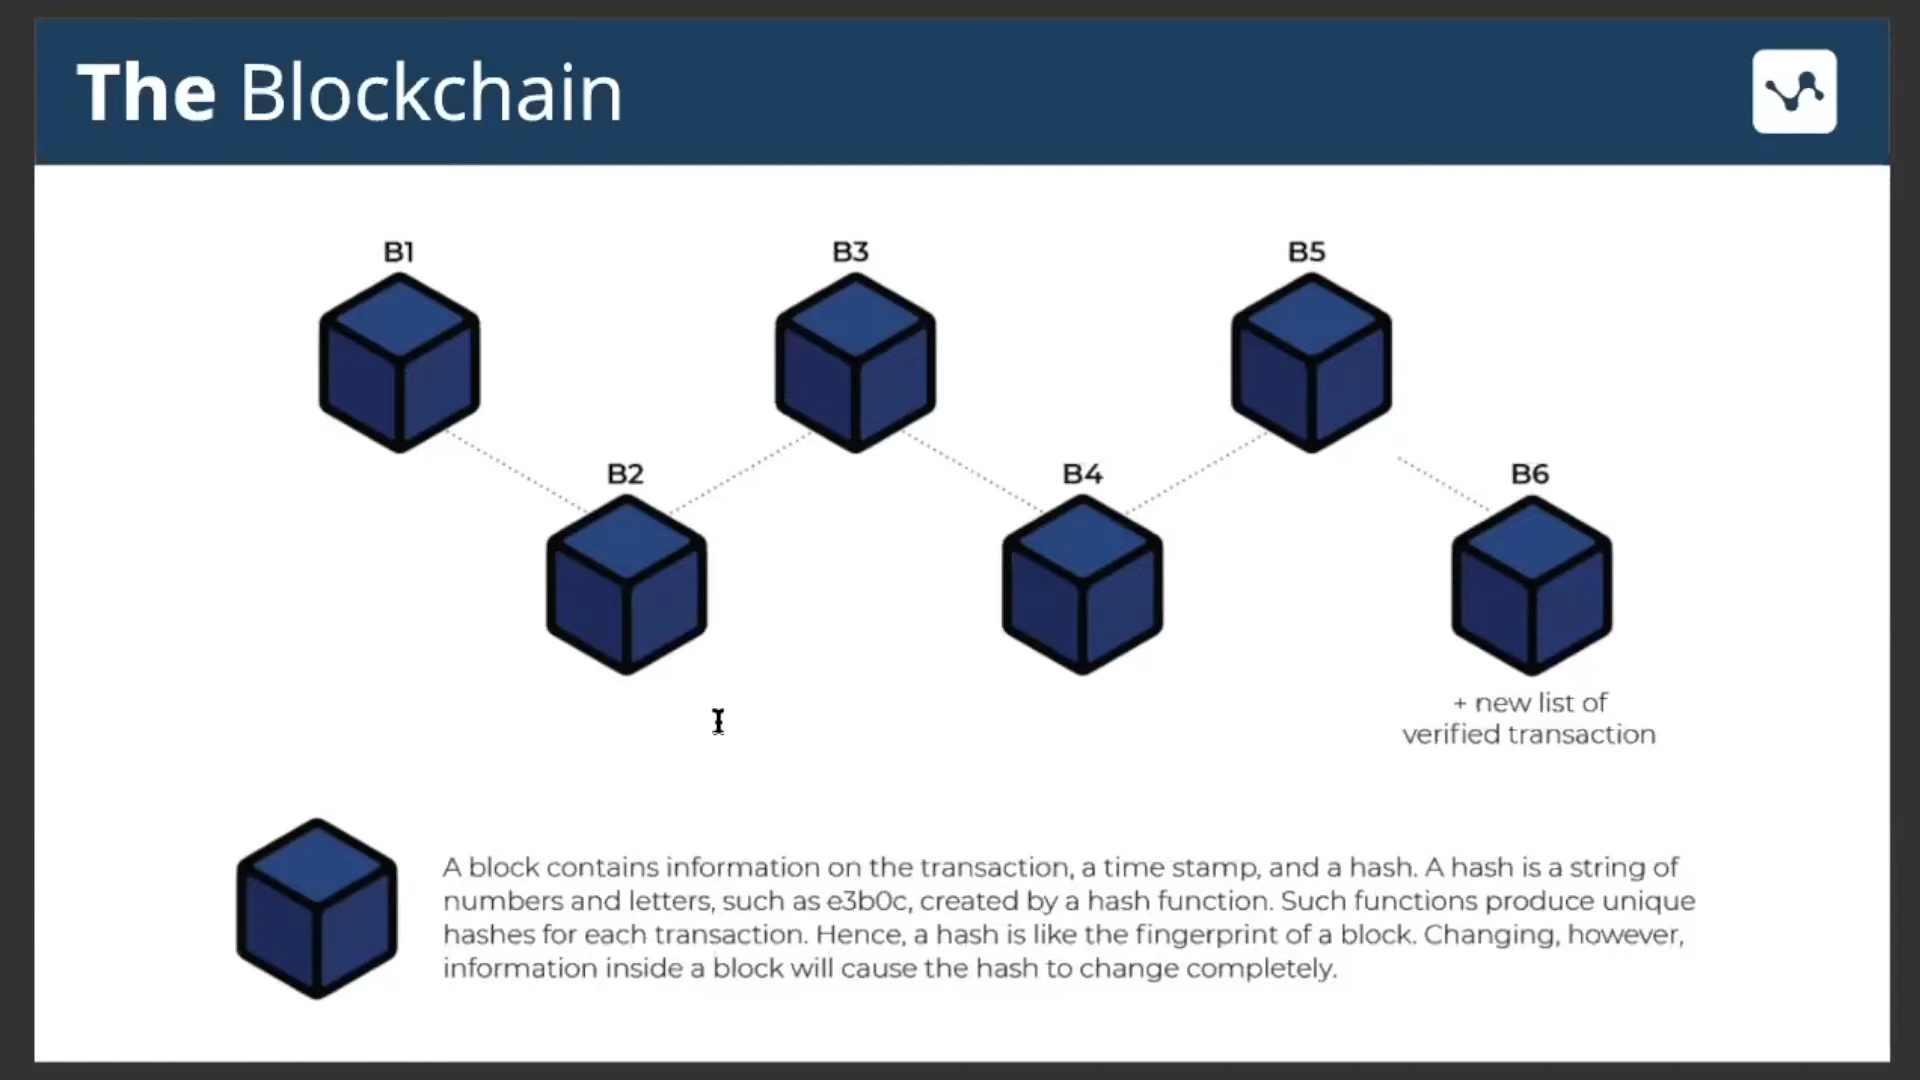 The Blockchain
B1
B3
B5
B2
B4
B6
+ new list of
verified transaction
A block contains information on the transaction, a time stamp, and a hash. A hash is a string of
numbers and letters, such as e3b0c, created by a hash function. Such functions produce unique
hashes for each transaction. Hence, a hash is like the fingerprint of a block. Changing, however,
information inside a block will cause the hash to change completely.